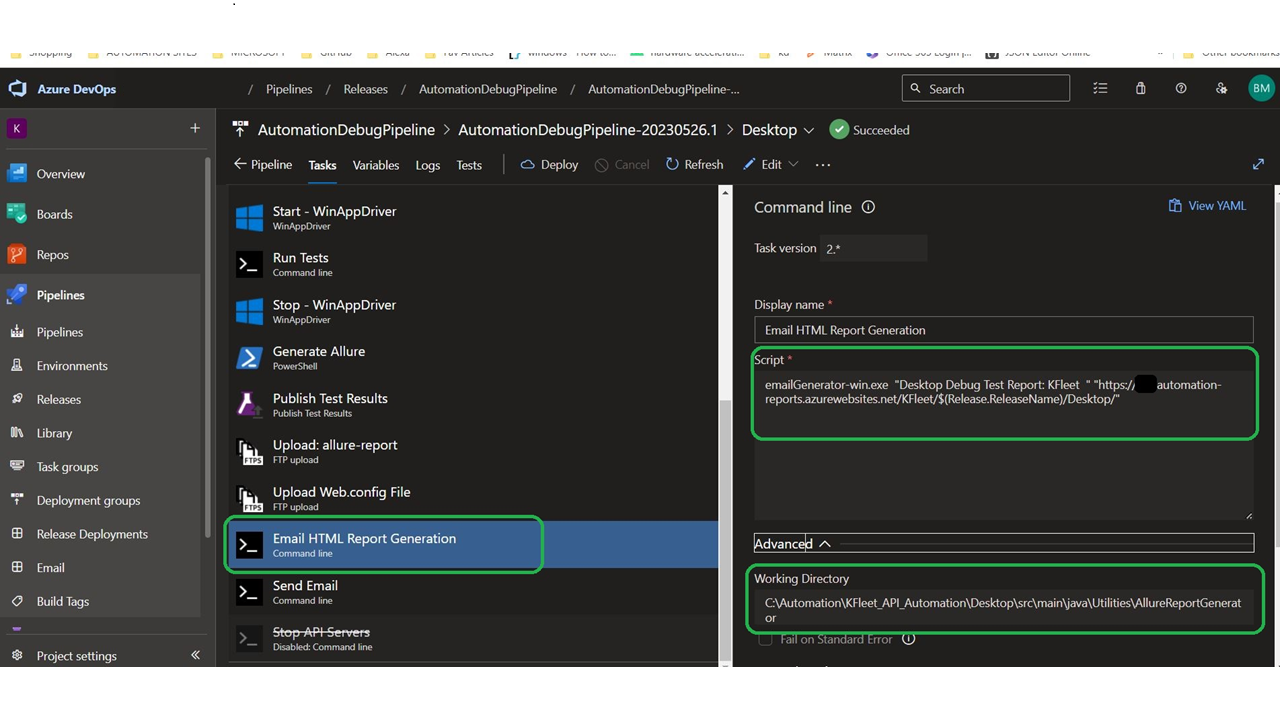 Shopping
AUTOMATION SITES
MICROSOFT
GitHub
Alexa
Fav Articles
windows - How to...
hardware accelerati...
kd
Matrix
Office 365 Login |...
JSON Editor Online
»
Other bookmarks
Azure DevOps
/ Pipelines / Releases / AutomationDebugPipeline / AutomationDebugPipeline-...
Search
BM
K
+
AutomationDebugPipeline > AutomationDebugPipeline-20230526.1 > Desktop
Succeeded
Pipeline
Tasks
Variables
Logs
Tests
Deploy
Cancel
Refresh
Edit
...
Overview
Boards
Repos
Pipelines
Pipelines
Environments
Releases
Library
Task groups
Deployment groups
Release Deployments
Email
Build Tags
Project settings
«
Start - WinAppDriver
WinAppDriver
Run Tests
Command line
Stop - WinAppDriver
WinAppDriver
Generate Allure
PowerShell
Publish Test Results
Publish Test Results
Upload: allure-report
FTP upload
Upload Web.config File
FTP upload
Email HTML Report Generation
Command line
Send Email
Command line
Stop API Servers
Disabled: Command line
Command line
View YAML
Task version 2.*
Display name *
Email HTML Report Generation
Script *
emailGenerator-win.exe "Desktop Debug Test Report: KFleet " "https:/ automation-
reports.azurewebsites.net/KFleet/$(Release.ReleaseName)/Desktop/"
Advanced
Working Directory
C:\Automation\KFleet_API_Automation\Desktop\src\main\java\Utilities\AllureReportGenerat
or
Fail on Standard Error